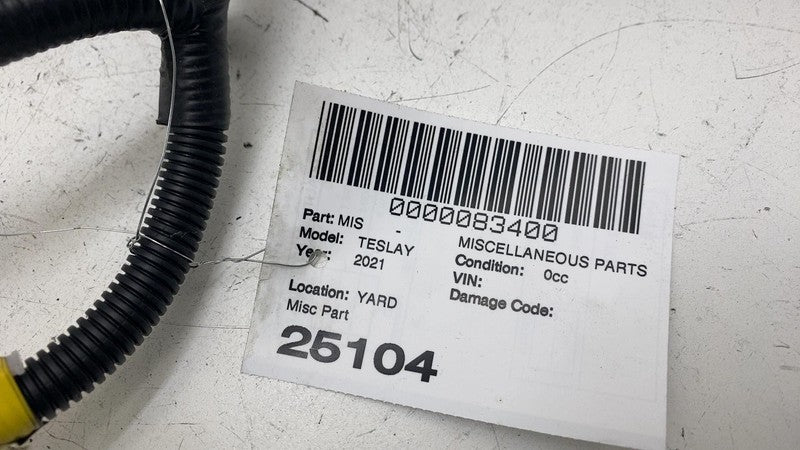 0000083400
Part: MIS - MISCELLANEOUS PARTS
Model: TESLAY Condition: 0cc
Year: 2021 VIN:
Damage Code:
Location: YARD
Misc Part
25104